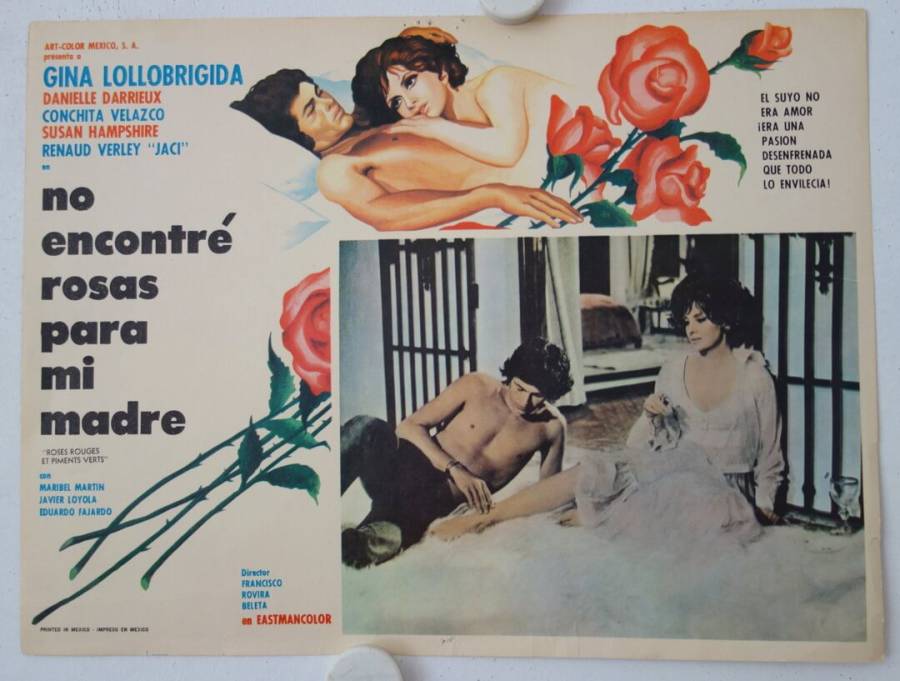 ART-COLOR MEXICO, S. A.
presenta a
GINA LOLLOBRIGIDA
DANIELLE DARRIEUX
CONCHITA VELAZCO
SUSAN HAMPSHIRE
RENAUD VERLEY "JACI"
en
no
encontré
rosas
para
mi
madre
"ROSES ROUGES
ET PIMENTS VERTS"
con
MARIBEL MARTIN
JAVIER LOYOLA
EDUARDO FAJARDO
EL SUYO NO
ERA AMOR
¡ERA UNA
PASION
DESENFRENADA
QUE TODO
LO ENVILECIA!
Director
FRANCISCO
ROVIRA
BELETA
en EASTMANCOLOR
PRINTED IN MEXICO - IMPRESO EN MEXICO